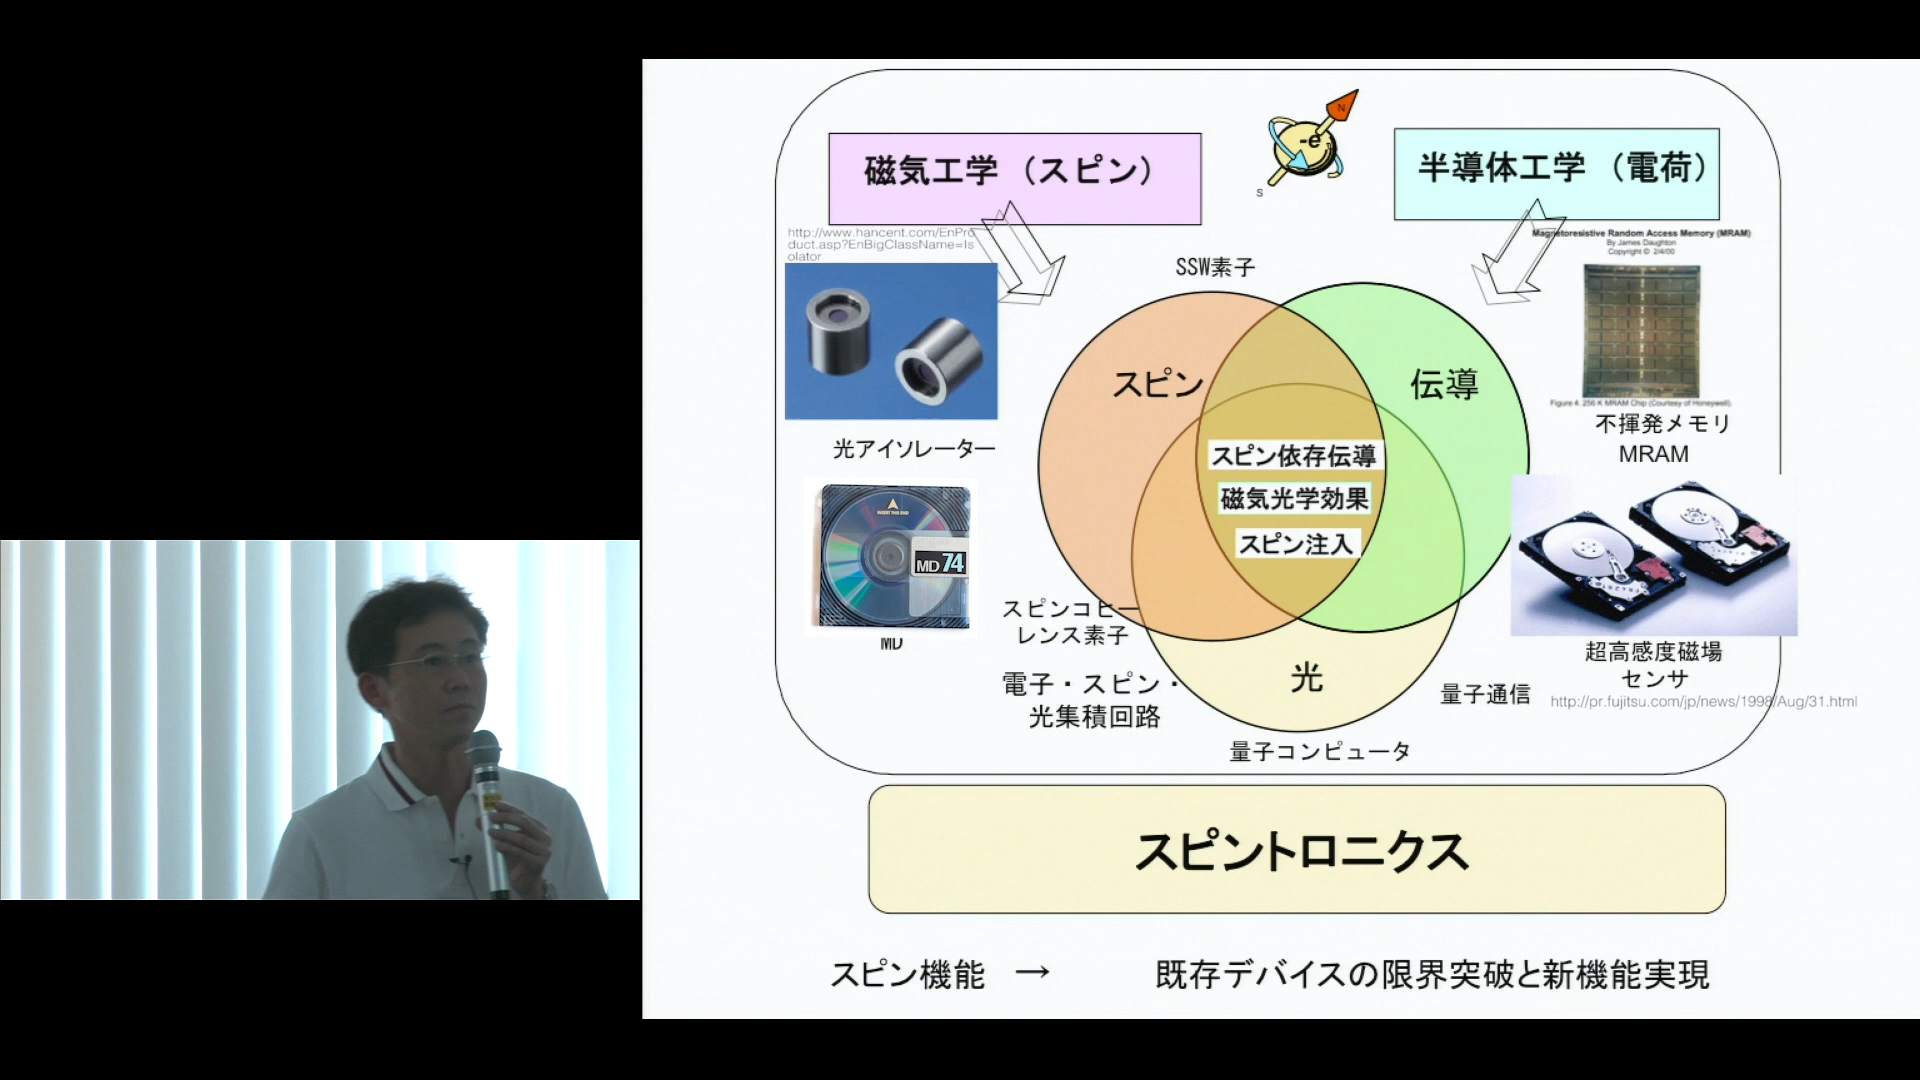 磁気工学（スピン）
N
-e
S
半導体工学（電荷）
http://www.hancent.com/EnPro
duct.asp?EnBigClassName=Is
olator
Magnetoresistive Random Access Memory (MRAM)
By James Daughton
Copyright © 2/4/00
SSW素子
スピン
伝導
Figure 4. 256 K MRAM Chip (Courtesy of Honeywell).
不揮発メモリ
MRAM
光アイソレーター
スピン依存伝導
磁気光学効果
スピン注入
INSERT THIS END
MD 74
MD
スピンコヒー
レンス素子
電子・スピン・
光集積回路
光
量子通信
超高感度磁場
センサ
http://pr.fujitsu.com/jp/news/1998/Aug/31.html
量子コンピュータ
スピントロニクス
スピン機能 → 既存デバイスの限界突破と新機能実現